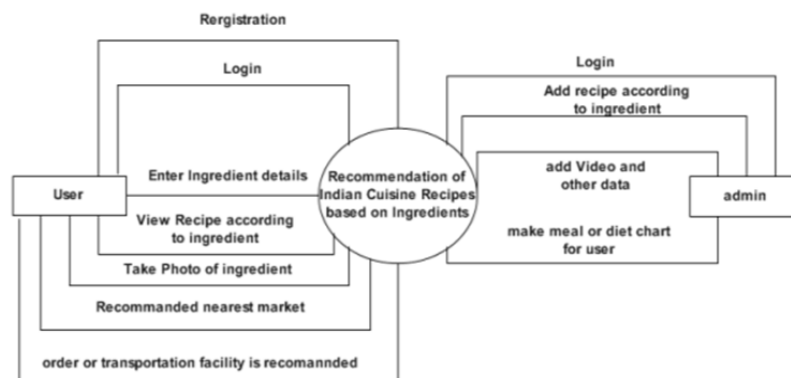 Rergistration
Login
Login
Add recipe according
to ingredient
Enter Ingredient details
Recommendation of
Indian Cuisine Recipes
based on Ingredients
add Video and
other data
User
admin
View Recipe according
to ingredient
make meal or diet chart
for user
Take Photo of ingredient
Recommanded nearest market
order or transportation facility is recomannded